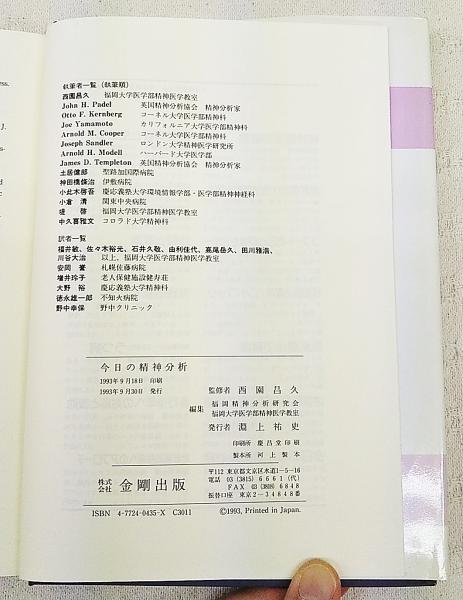 執筆者一覧 (執筆順)
西園昌久 福岡大学医学部精神医学教室
John H. Padel 英国精神分析協会 精神分析家
Otto F. Kernberg コーネル大学医学部精神科
Joe Yamamoto カリフォルニア大学医学部精神科
Arnold M. Cooper コーネル大学医学部精神科
Joseph Sandler ロンドン大学精神医学研究所
Arnold H. Modell ハーバード大学医学部
James D. Templeton 英国精神分析協会 精神分析家
土居健郎 聖路加国際病院
神田橋條治 伊敷病院
小此木啓吾 慶応義塾大学環境情報学部・医学部精神神経科
小倉 清 関東中央病院
堤 啓 福岡大学医学部精神医学教室
中久喜雅文 コロラド大学精神科
訳者一覧
福井敏、佐々木裕光、石井久敬、由利佳代、高尾岳久、田川雅浩、
川谷大治 以上，福岡大学医学部精神医学教室
安岡 誉 札幌佐藤病院
増井玲子 老人保健施設健寿荘
大野 裕 慶応義塾大学精神科
徳永雄一郎 不知火病院
野中幸保 野中クリニック
今日の精神分析
1993年9月18日 印刷
1993年9月30日 発行
監修者 西園昌久
編集 福岡精神分析研究会
福岡大学医学部精神医学教室
発行者 淵上祐史
印刷所 慶昌堂印刷
製本所 河上製本
株式会社 金剛出版
〒112 東京都文京区水道1－5－16
電話 03 (3815) 6661 (代)
FAX 03 (3818) 6848
振替口座 東京2－34848番
ISBN 4-7724-0435-X C3011 ©1993, Printed in Japan.